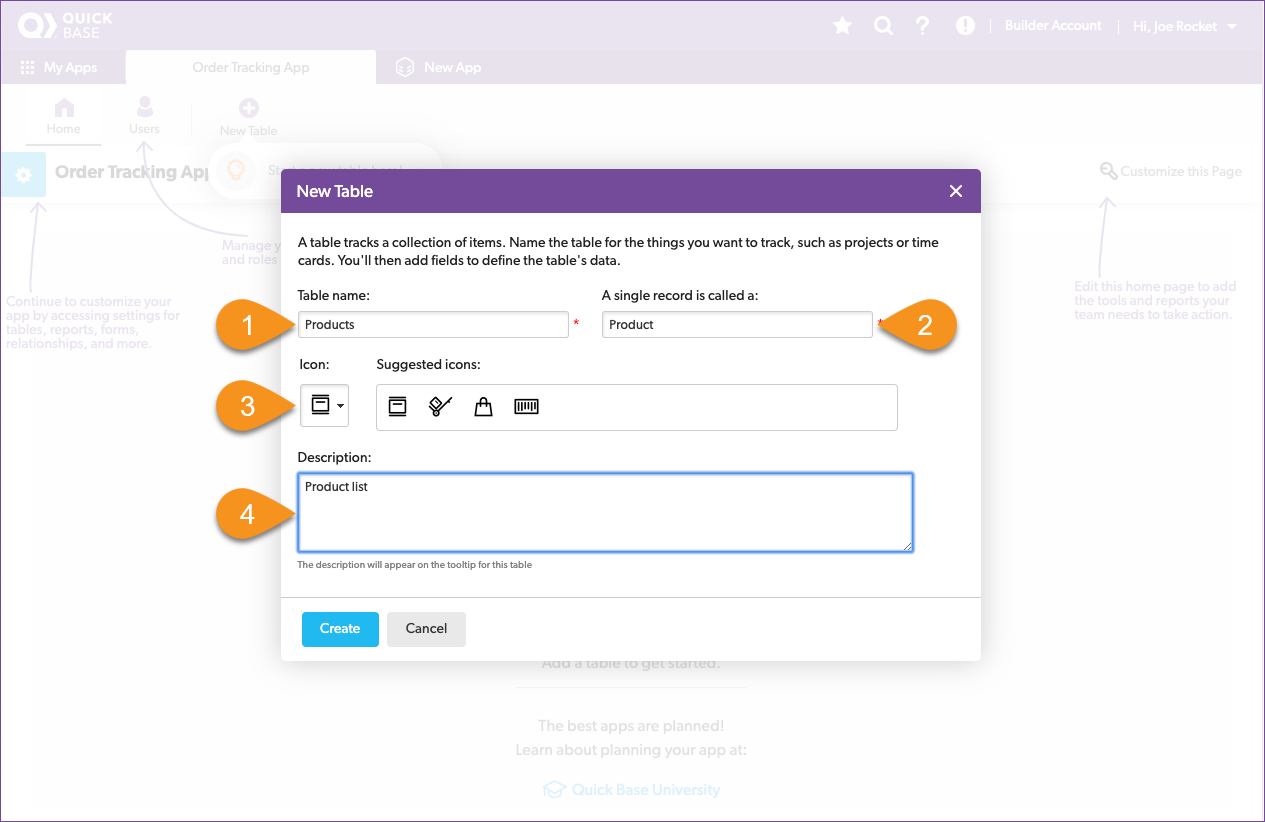 QUICK
BASE
Builder Account
Hi, Joe Rocket
My Apps
Order Tracking App
New App
Home
Users
New Table
Order Tracking App
Customize this Page
New Table
A table tracks a collection of items. Name the table for the things you want to track, such as projects or time
cards. You'll then add fields to define the table's data.
Manage
and roles
Continue to customize your
app by accessing settings for
tables, reports, forms,
relationships, and more.
Edit this home page to add
the tools and reports your
team needs to take action.
Table name:
A single record is called a:
1
Products
*
Product
*
2
Icon:
Suggested icons:
3
Description:
Product list
4
The description will appear on the tooltip for this table
Create
Cancel
Add a table to get started.
The best apps are planned!
Learn about planning your app at:
Quick Base University